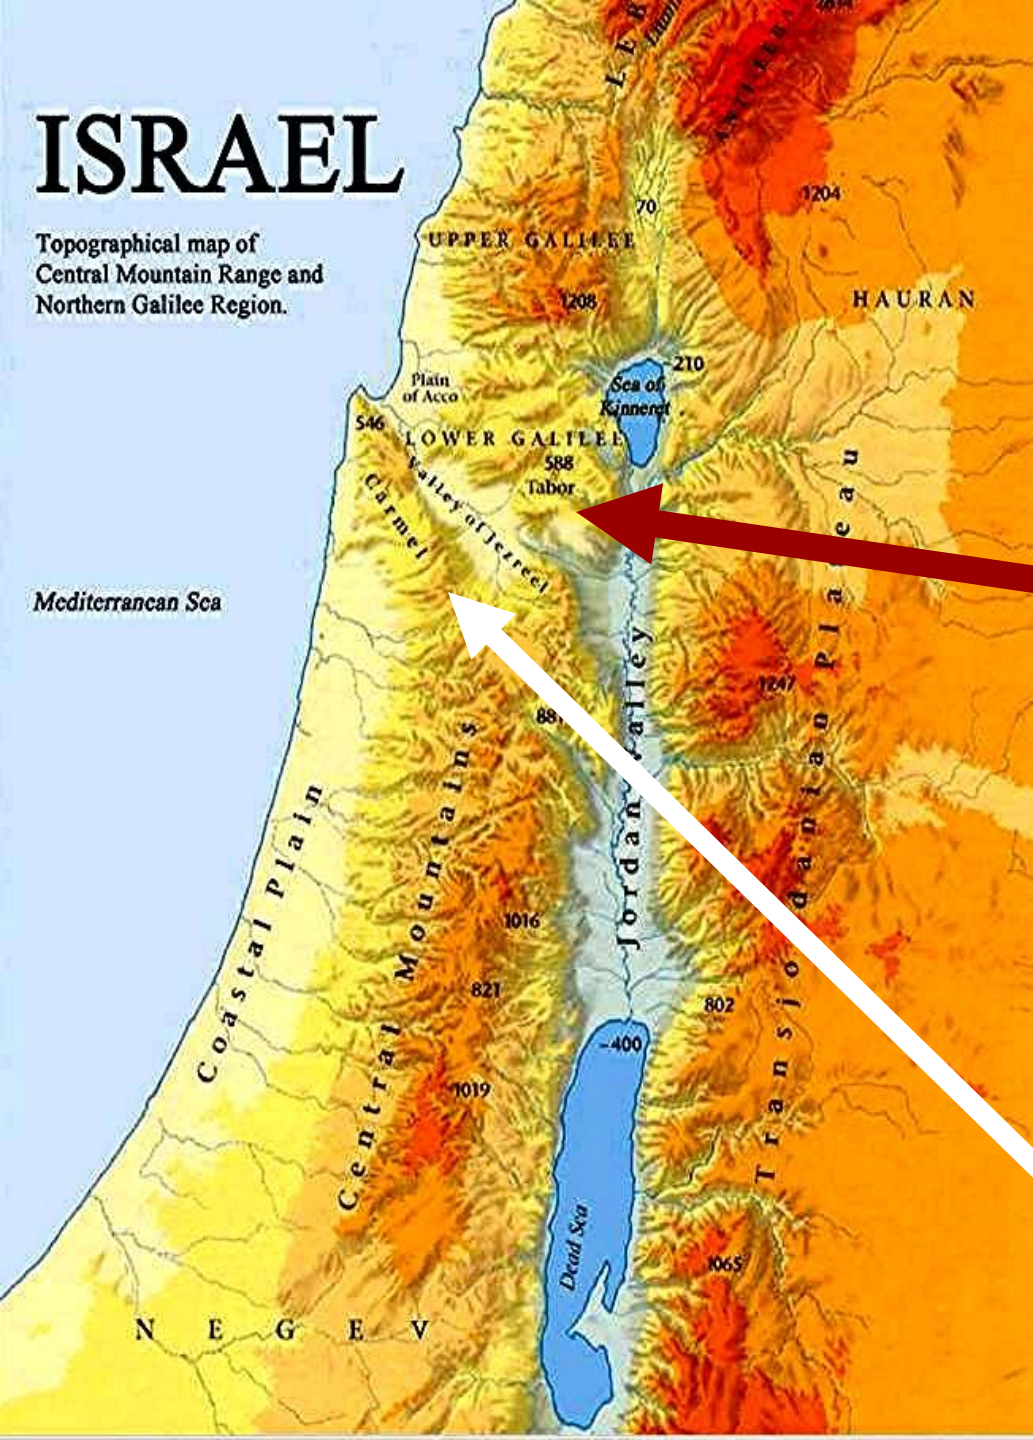 ISRAEL
Topographical map of
Central Mountain Range and
Northern Galilee Region.
1204
70
UPPER GALILEE
1208
HAURAN
-210
Sea of
Kinneret
Plain
of Acco
546
LOWER GALILEE
588
Tabor
Carmel
Valley of Jezreel
Mediterranean Sea
Jordan Valley
Transjordanian Plateau
1247
Coastal Plain
Central Mountains
1016
821
802
-400
1019
Dead Sea
1065
NEGEV